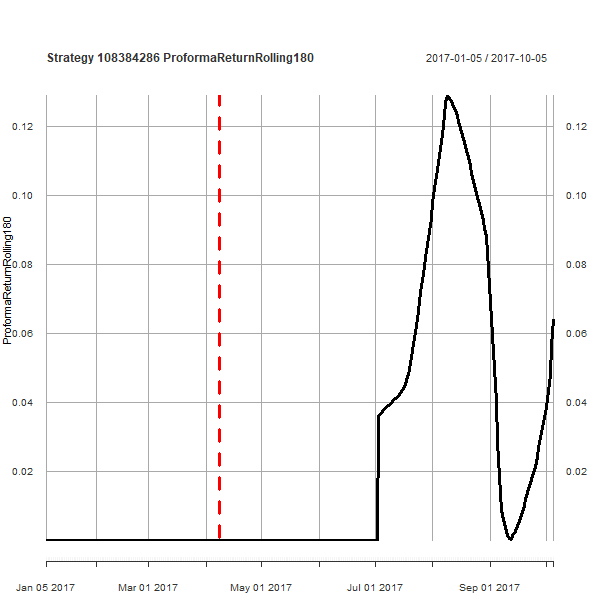 Strategy 108384286 ProformaReturnRolling180
2017-01-05 / 2017-10-05
ProformaReturnRolling180
0.12
0.10
0.08
0.06
0.04
0.02
0.12
0.10
0.08
0.06
0.04
0.02
Jan 05 2017
Mar 01 2017
May 01 2017
Jul 01 2017
Sep 01 2017